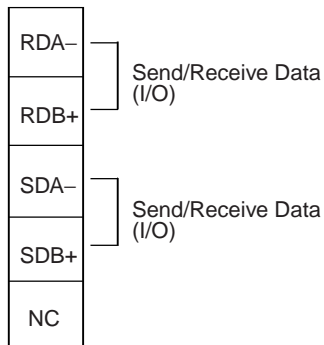 RDA−
Send/Receive Data
(I/O)
RDB+
SDA−
Send/Receive Data
(I/O)
SDB+
NC